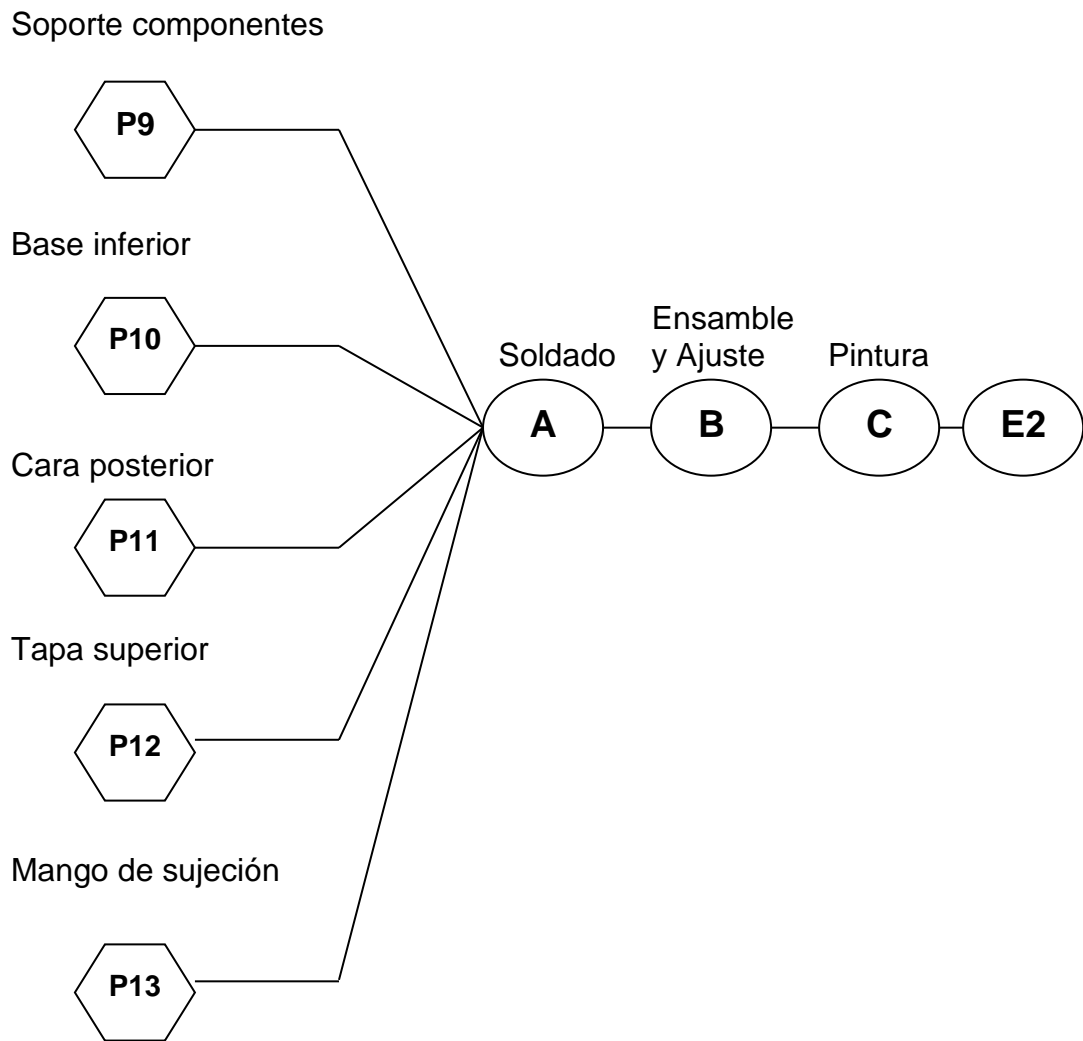 Soporte componentes
P9
Base inferior
P10
Ensamble
Soldado y Ajuste Pintura
A B C E2
Cara posterior
P11
Tapa superior
P12
Mango de sujeción
P13